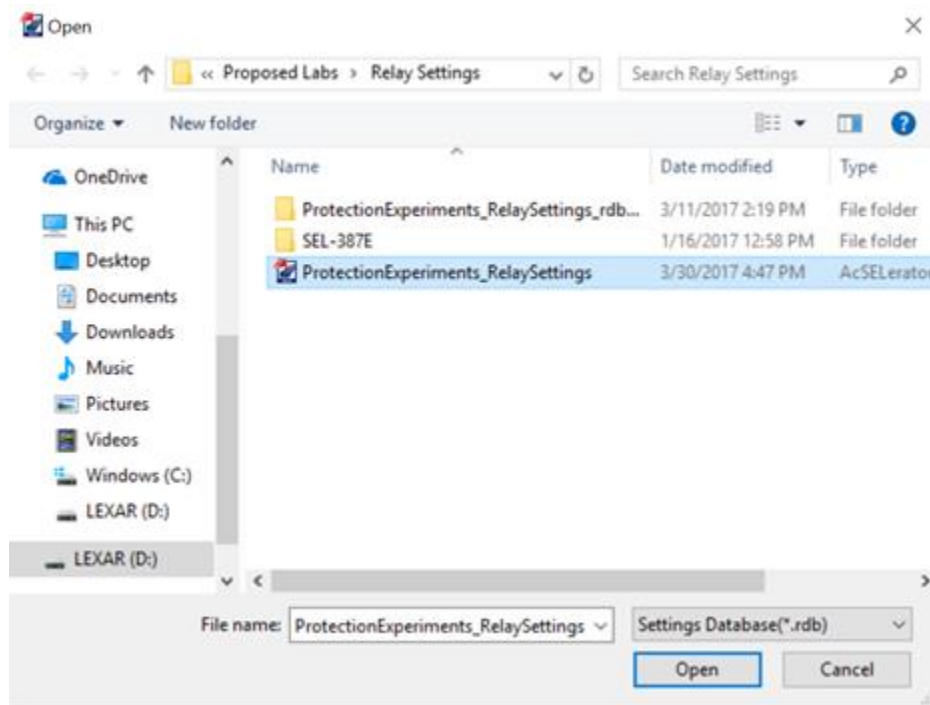 Open
« Proposed Labs › Relay Settings
Search Relay Settings
Organize
New folder
Name
Date modified
Type
OneDrive
This PC
Desktop
Documents
Downloads
Music
Pictures
Videos
Windows (C:)
LEXAR (D:)
LEXAR (D:)
ProtectionExperiments_RelaySettings_rdb... 3/11/2017 2:19 PM File folder
SEL-387E 1/16/2017 12:58 PM File folder
ProtectionExperiments_RelaySettings 3/30/2017 4:47 PM AcSELerator
File name: ProtectionExperiments_RelaySettings
Settings Database(*.rdb)
Open
Cancel